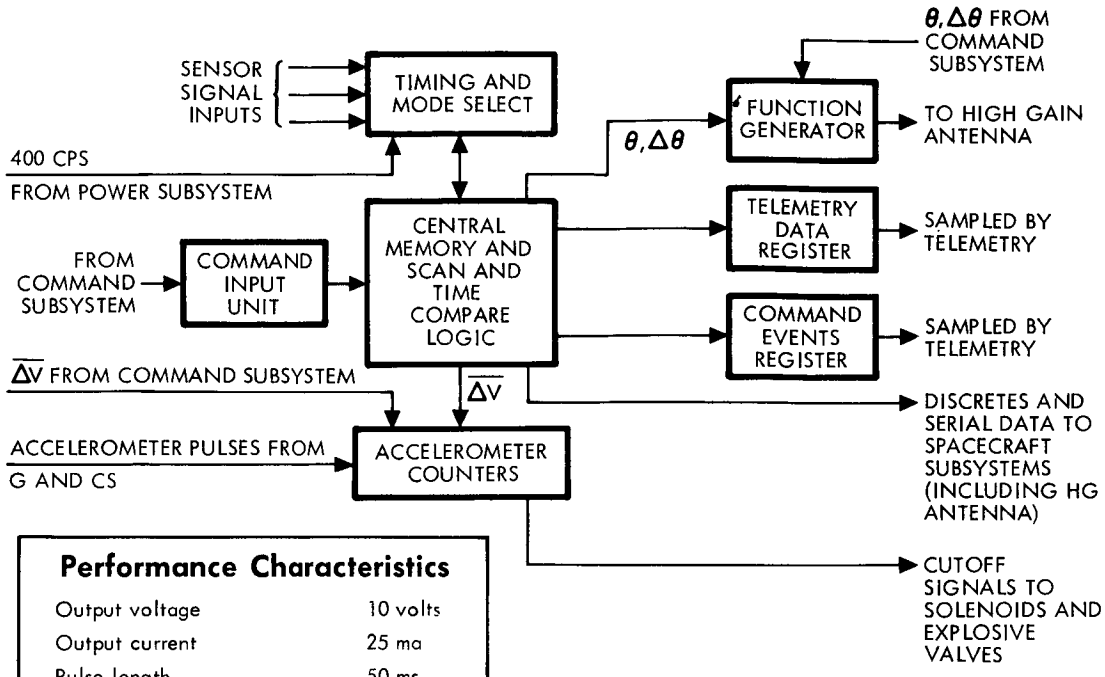 θ, Δθ FROM
COMMAND
SUBSYSTEM
SENSOR
SIGNAL
INPUTS
TIMING AND
MODE SELECT
FUNCTION
GENERATOR
TO HIGH GAIN
ANTENNA
θ, Δθ
400 CPS
FROM POWER SUBSYSTEM
FROM
COMMAND
SUBSYSTEM
COMMAND
INPUT
UNIT
CENTRAL
MEMORY AND
SCAN AND
TIME
COMPARE
LOGIC
TELEMETRY
DATA
REGISTER
SAMPLED BY
TELEMETRY
COMMAND
EVENTS
REGISTER
SAMPLED BY
TELEMETRY
Δ̅V̅ FROM COMMAND SUBSYSTEM
Δ̅V̅
ACCELEROMETER PULSES FROM
G AND CS
ACCELEROMETER
COUNTERS
DISCRETES AND
SERIAL DATA TO
SPACECRAFT
SUBSYSTEMS
(INCLUDING HG
ANTENNA)
CUTOFF
SIGNALS TO
SOLENOIDS AND
EXPLOSIVE
VALVES
Performance Characteristics
Output voltage 10 volts
Output current 25 ma
Pulse length 50 ms